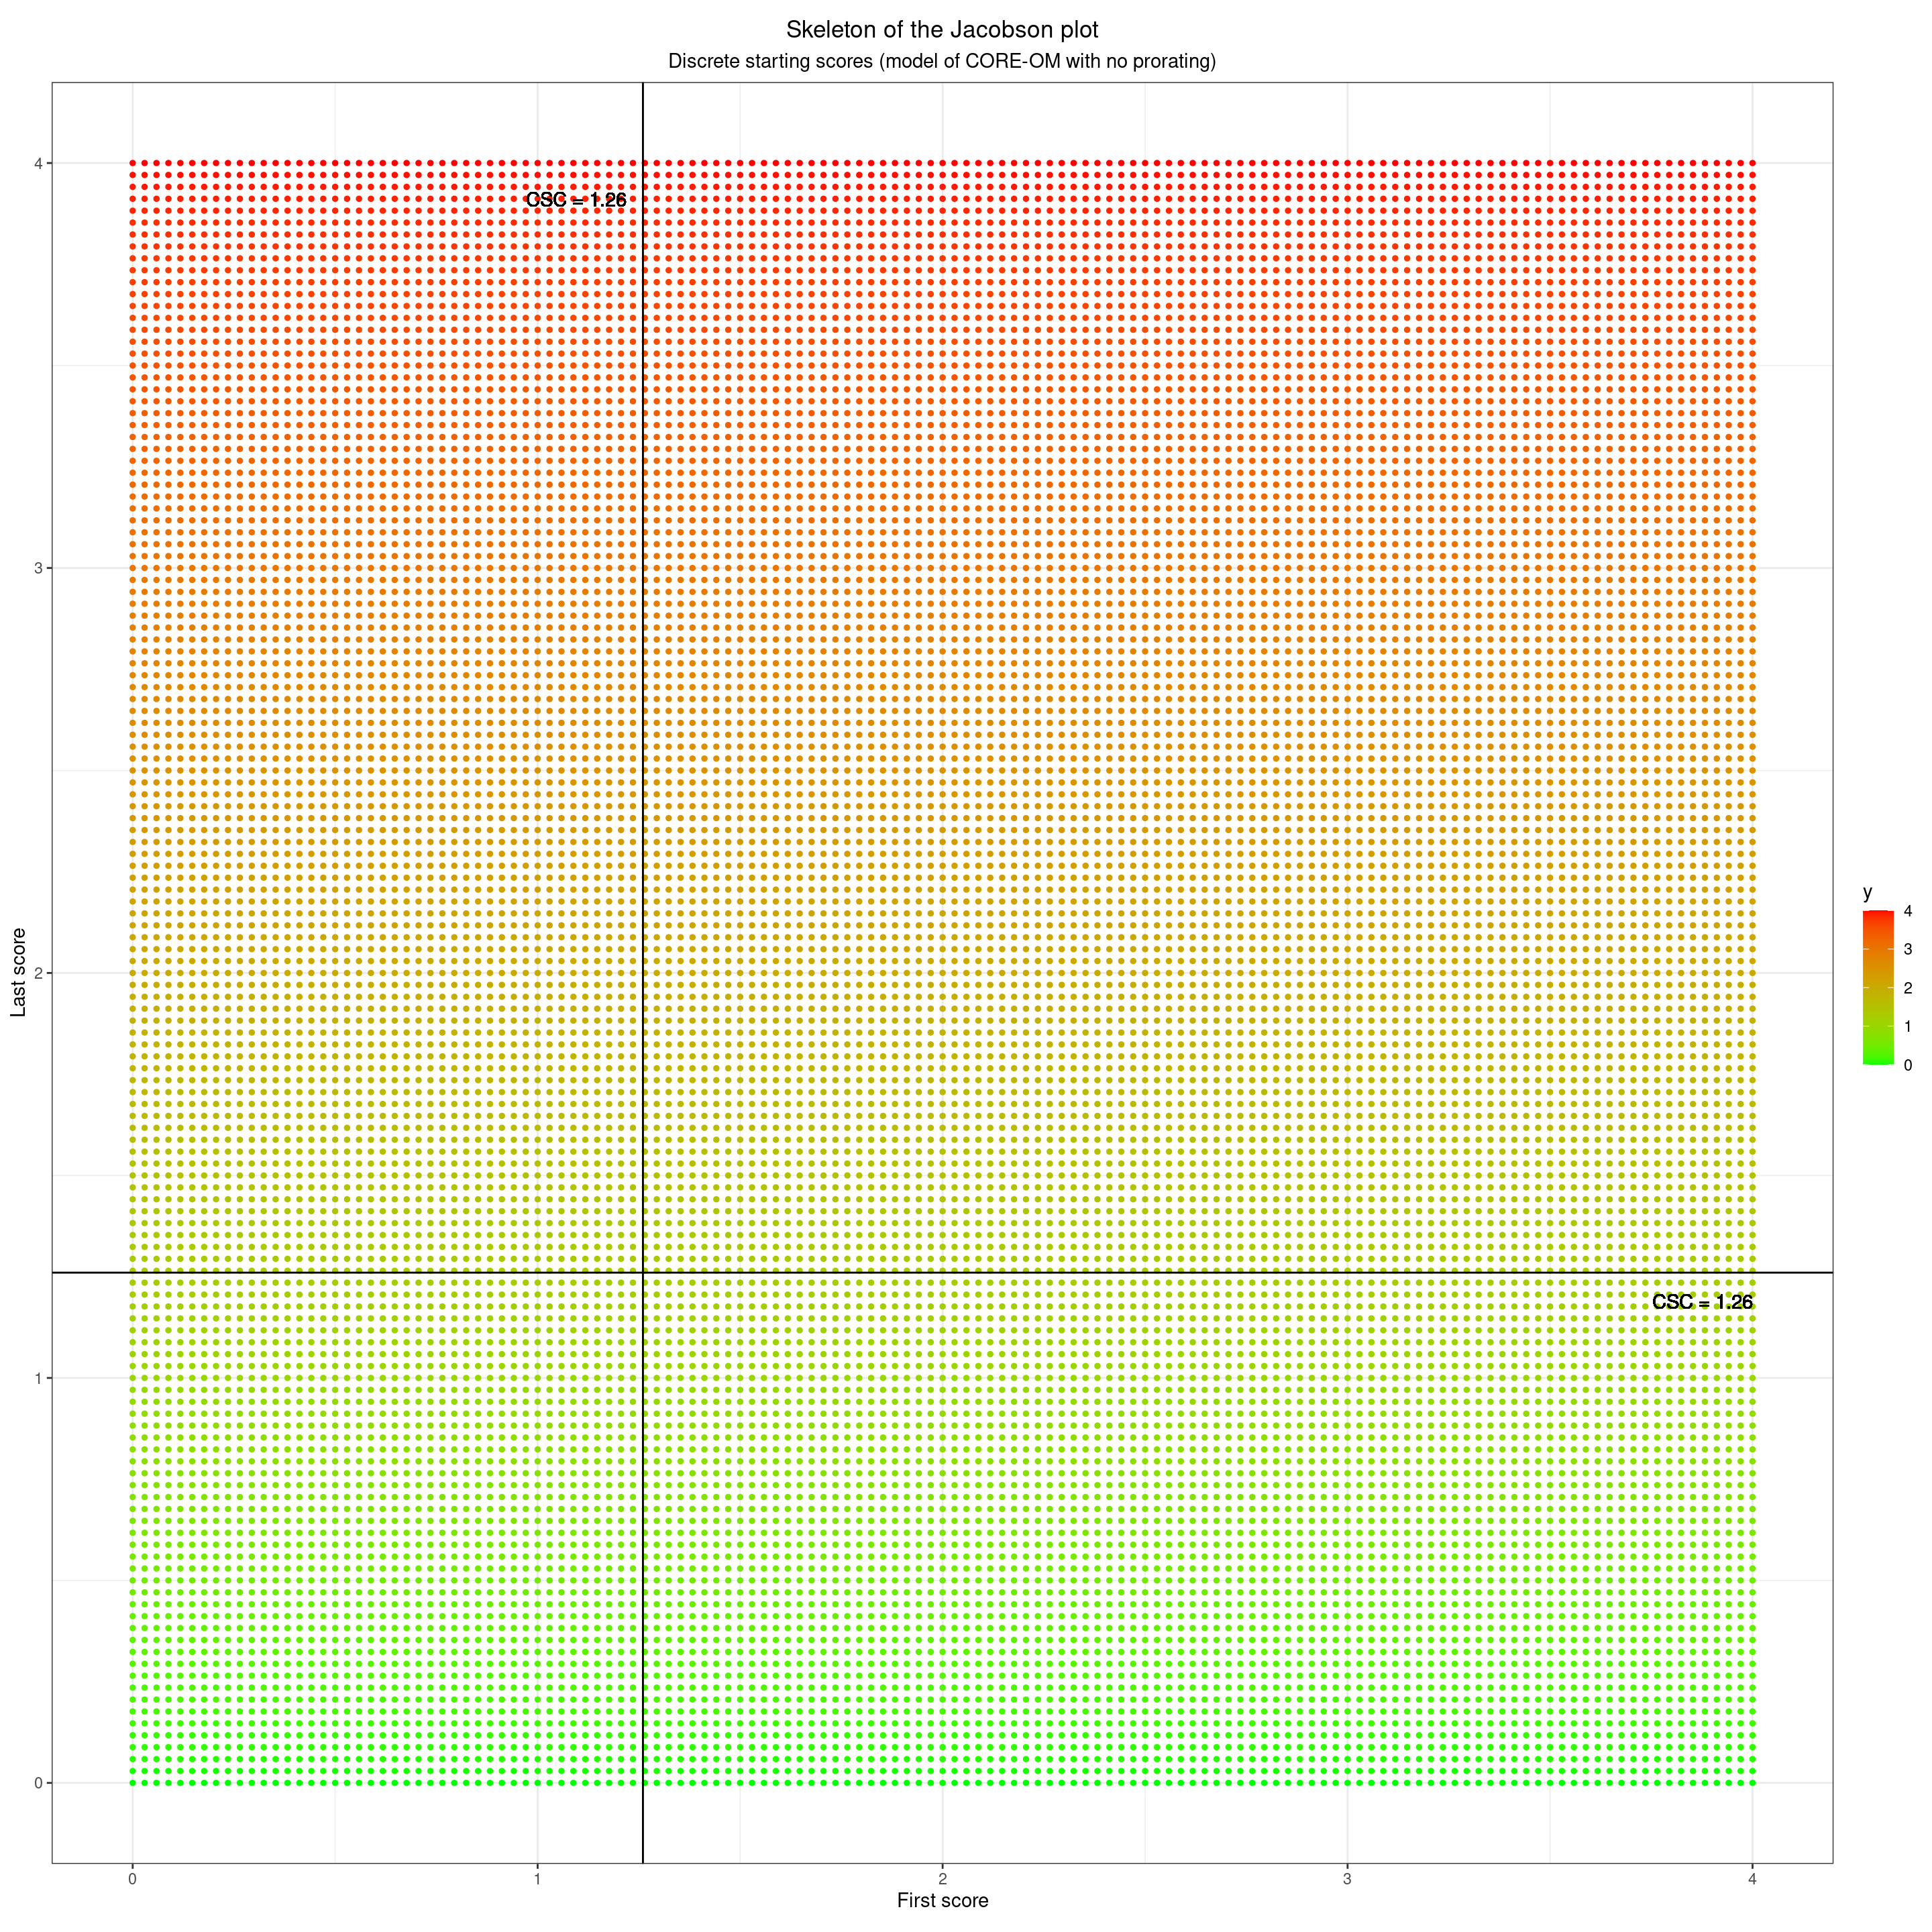 Skeleton of the Jacobson plot
Discrete starting scores (model of CORE-OM with no prorating)
CSC = 1.26
CSC = 1.26
Last score
4
3
2
1
0
0
1
2
3
4
First score
y
4
3
2
1
0